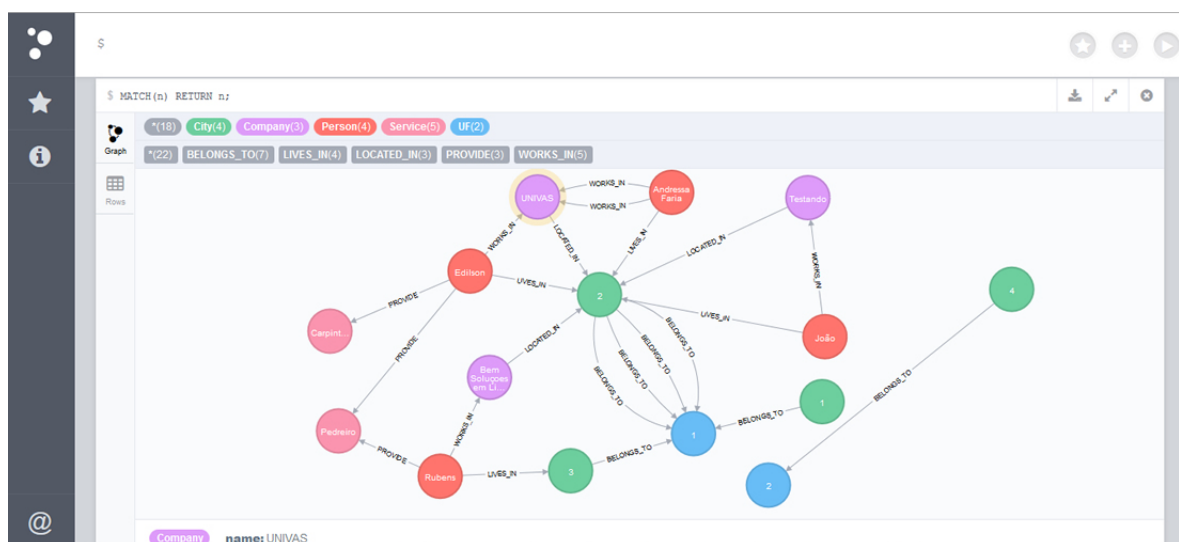 $
$ MATCH(n) RETURN n;
Graph
Rows
*(18) City(4) Company(3) Person(4) Service(5) UF(2)
*(22) BELONGS_TO(7) LIVES_IN(4) LOCATED_IN(3) PROVIDE(3) WORKS_IN(5)
UNIVAS
WORKS_IN
WORKS_IN
Andressa
Faria
Testando
WORKS_IN
LOCATED_IN
LIVES_IN
LOCATED_IN
WORKS_IN
Edilson
LIVES_IN
2
4
PROVIDE
LIVES_IN
Carpint...
PROVIDE
LOCATED_IN
BELONGS_TO
BELONGS_TO
BELONGS_TO
BELONGS_TO
João
Bem
Soluçoes
em Li...
BELONGS_TO
1
BELONGS_TO
Pedreiro
WORKS_IN
1
PROVIDE
BELONGS_TO
Rubens
LIVES_IN
3
2
@
Company name: UNIVAS